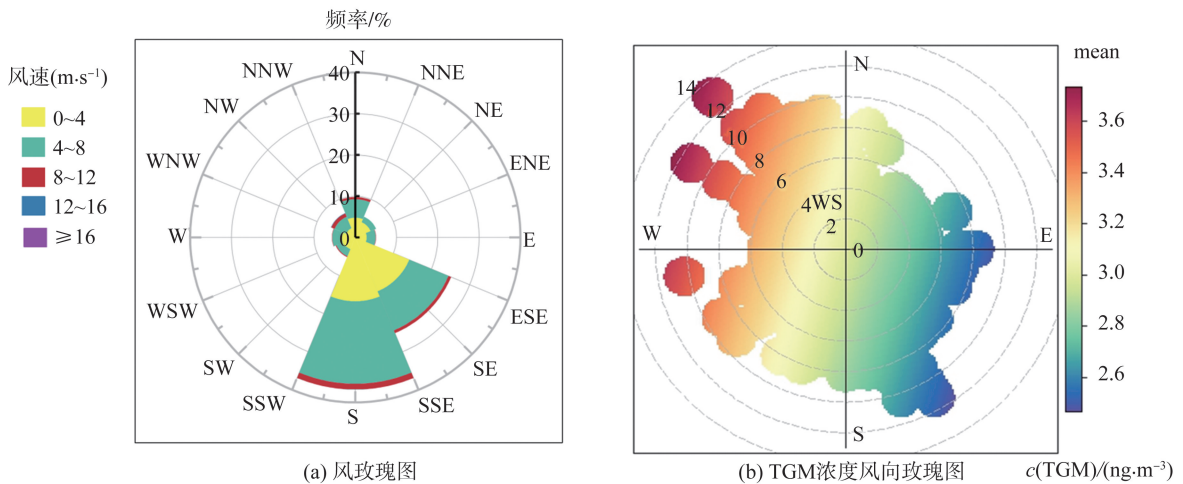 频率/%
风速(m·s⁻¹)
0~4
4~8
8~12
12~16
≥16
N
NNE
NE
ENE
E
ESE
SE
SSE
S
SSW
SW
WSW
W
WNW
NW
NNW
40
30
20
10
0
(a) 风玫瑰图
N
E
S
W
14
12
10
8
6
4WS
2
0
mean
3.6
3.4
3.2
3.0
2.8
2.6
(b) TGM浓度风向玫瑰图
c(TGM)/(ng·m⁻³)